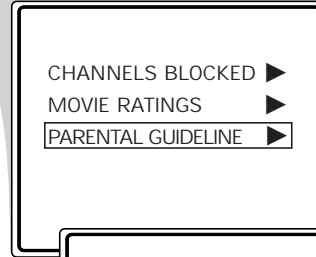 CHANNELS BLOCKED ▶
MOVIE RATINGS ▶
PARENTAL GUIDELINE ▶